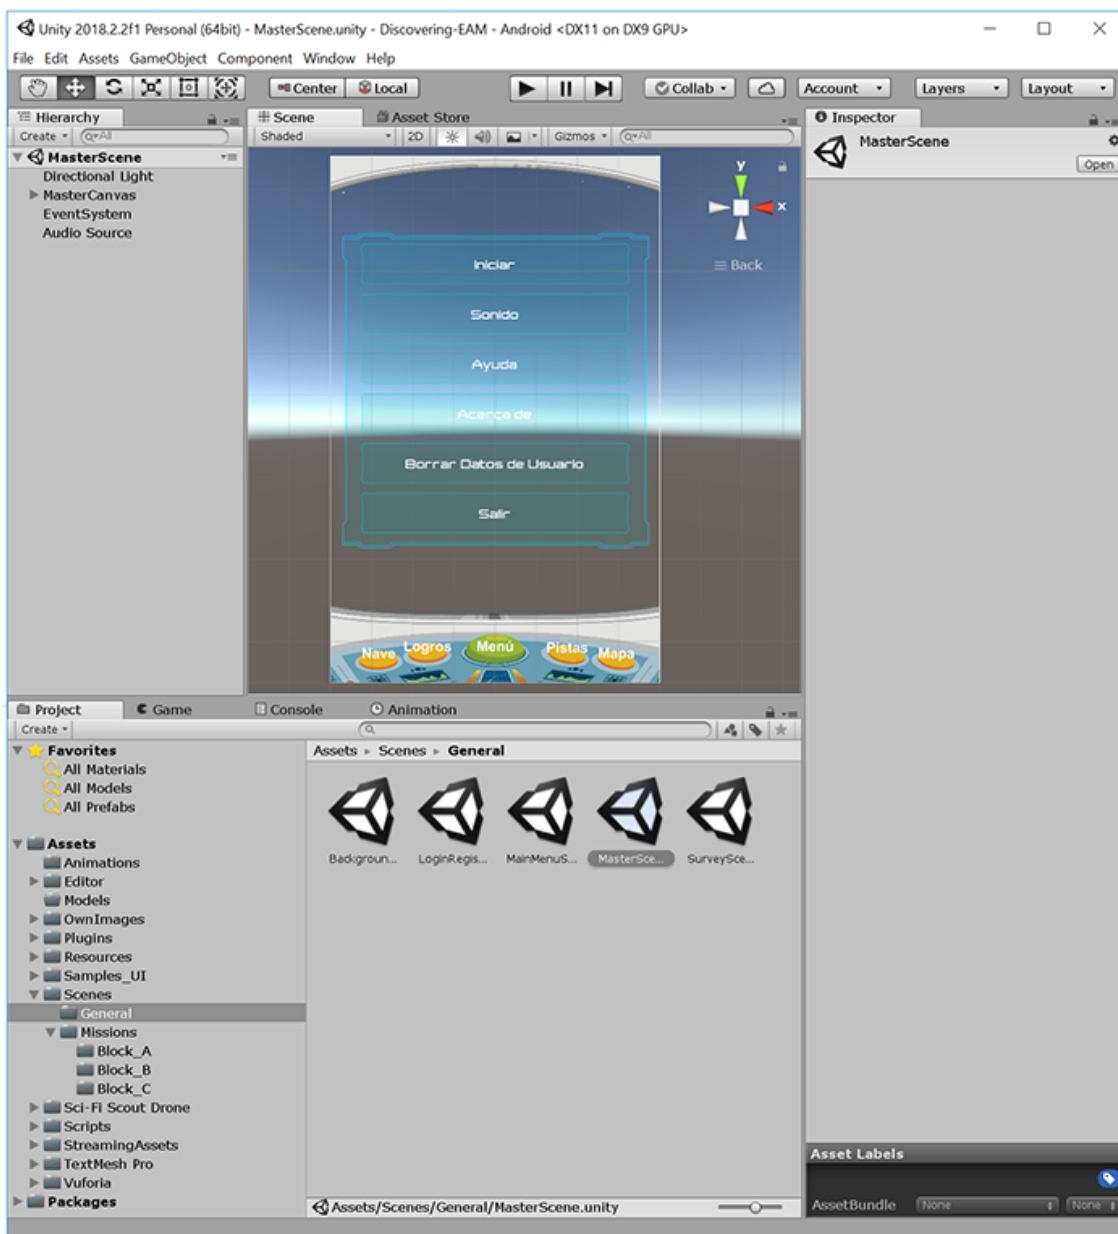 Unity 2018.2.2f1 Personal (64bit) - MasterScene.unity - Discovering-EAM - Android <DX11 on DX9 GPU>
File Edit Assets GameObject Component Window Help
Center Local Collab Account Layers Layout
Hierarchy
Create All
MasterScene
Directional Light
MasterCanvas
EventSystem
Audio Source
Scene Asset Store
Shaded 2D Gizmos All
y
x
Back
Iniciar
Sonido
Ayuda
Acerca de
Borrar Datos de Usuario
Salir
Nave Logros Menú Pistas Mapa
Inspector
MasterScene
Open
Project Game Console Animation
Create
Favorites
All Materials
All Models
All Prefabs
Assets
Animations
Editor
Models
OwnImages
Plugins
Resources
Samples_UI
Scenes
General
Missions
Block_A
Block_B
Block_C
Sci-Fi Scout Drone
Scripts
StreamingAssets
TextMesh Pro
Vuforia
Packages
Assets Scenes General
Backgroun... LoginRegis... MainMenuS... MasterSce... SurveySce...
Assets/Scenes/General/MasterScene.unity
Asset Labels
AssetBundle None None